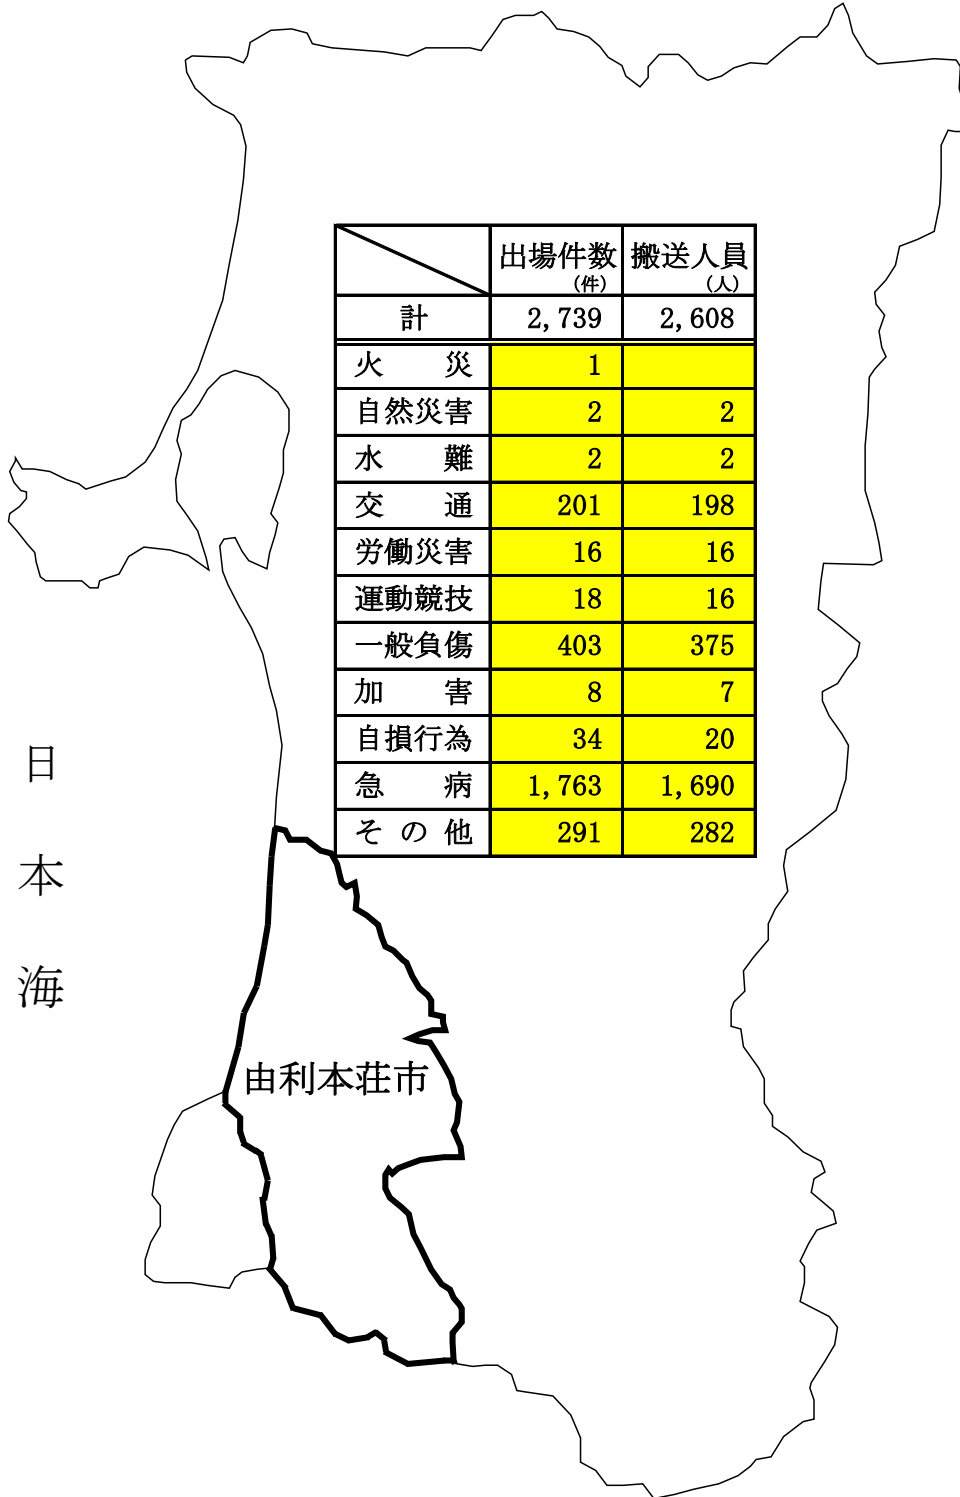 出場件数 搬送人員
(件) (人)
計 2,739 2,608
火災 1
自然災害 2 2
水難 2 2
交通 201 198
労働災害 16 16
運動競技 18 16
一般負傷 403 375
加害 8 7
自損行為 34 20
急病 1,763 1,690
その他 291 282
日本海
由利本荘市